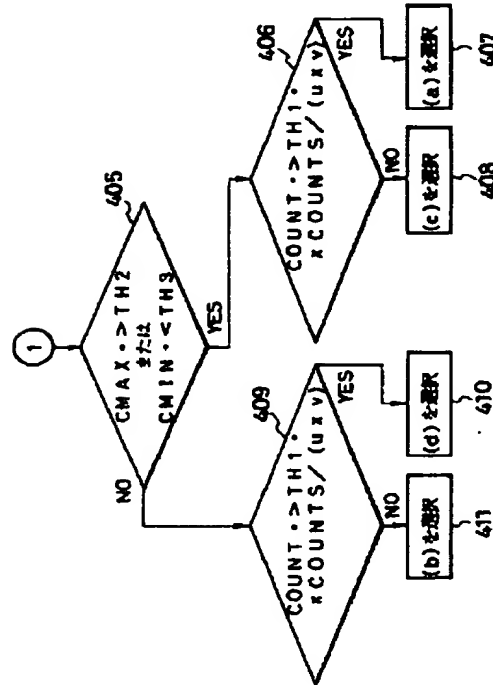 1
405
CMAX・>TH2
または
CMIN・<TH3
NO
YES
409
COUNT・>TH1・
×COUNTS/(u×v)
YES
NO
406
COUNT・>TH1・
×COUNTS/(u×v)
YES
NO
(b)を選択
411
(d)を選択
410
(c)を選択
408
(a)を選択
407